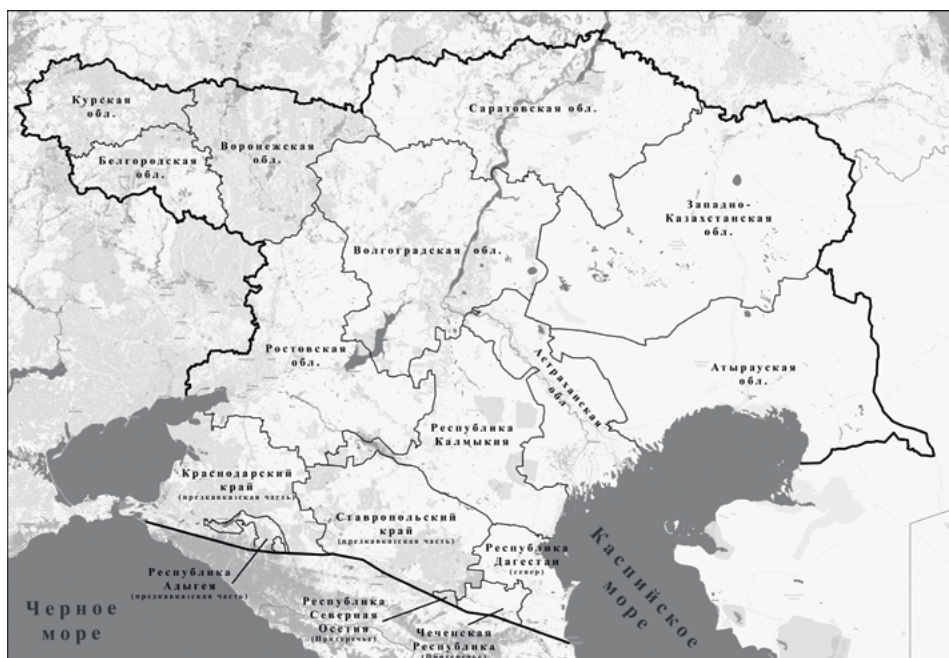 Курская
обл.
Белгородская
обл.
Воронежская
обл.
Саратовская обл.
Западно-
Казахстанская
обл.
Волгоградская обл.
Ростовская
обл.
Астраханская
обл.
Атырауская
обл.
Республика
Калмыкия
Краснодарский
край
(предкавказская часть)
Ставропольский
край
(предкавказская часть)
Республика
Дагестан
(север)
Республика
Адыгея
(предкавказская часть)
Республика
Северная
Осетия
(Притеречье)
Чеченская
Республика
(Притеречье)
Черное
море
Каспийское
море